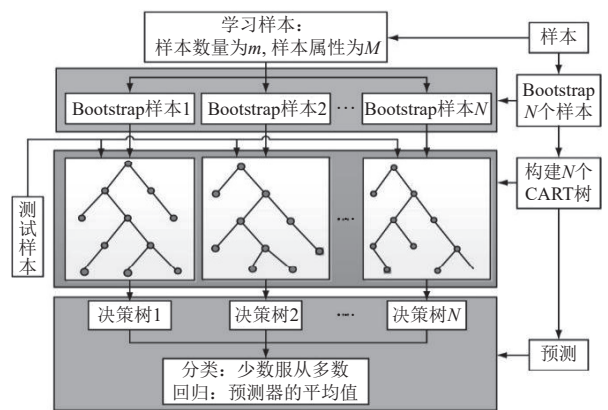 学习样本：
样本数量为m, 样本属性为M
样本
Bootstrap样本1
Bootstrap样本2
···
Bootstrap样本N
Bootstrap
N个样本
测试样本
···
构建N个
CART树
决策树1
决策树2
···
决策树N
分类：少数服从多数
回归：预测器的平均值
预测